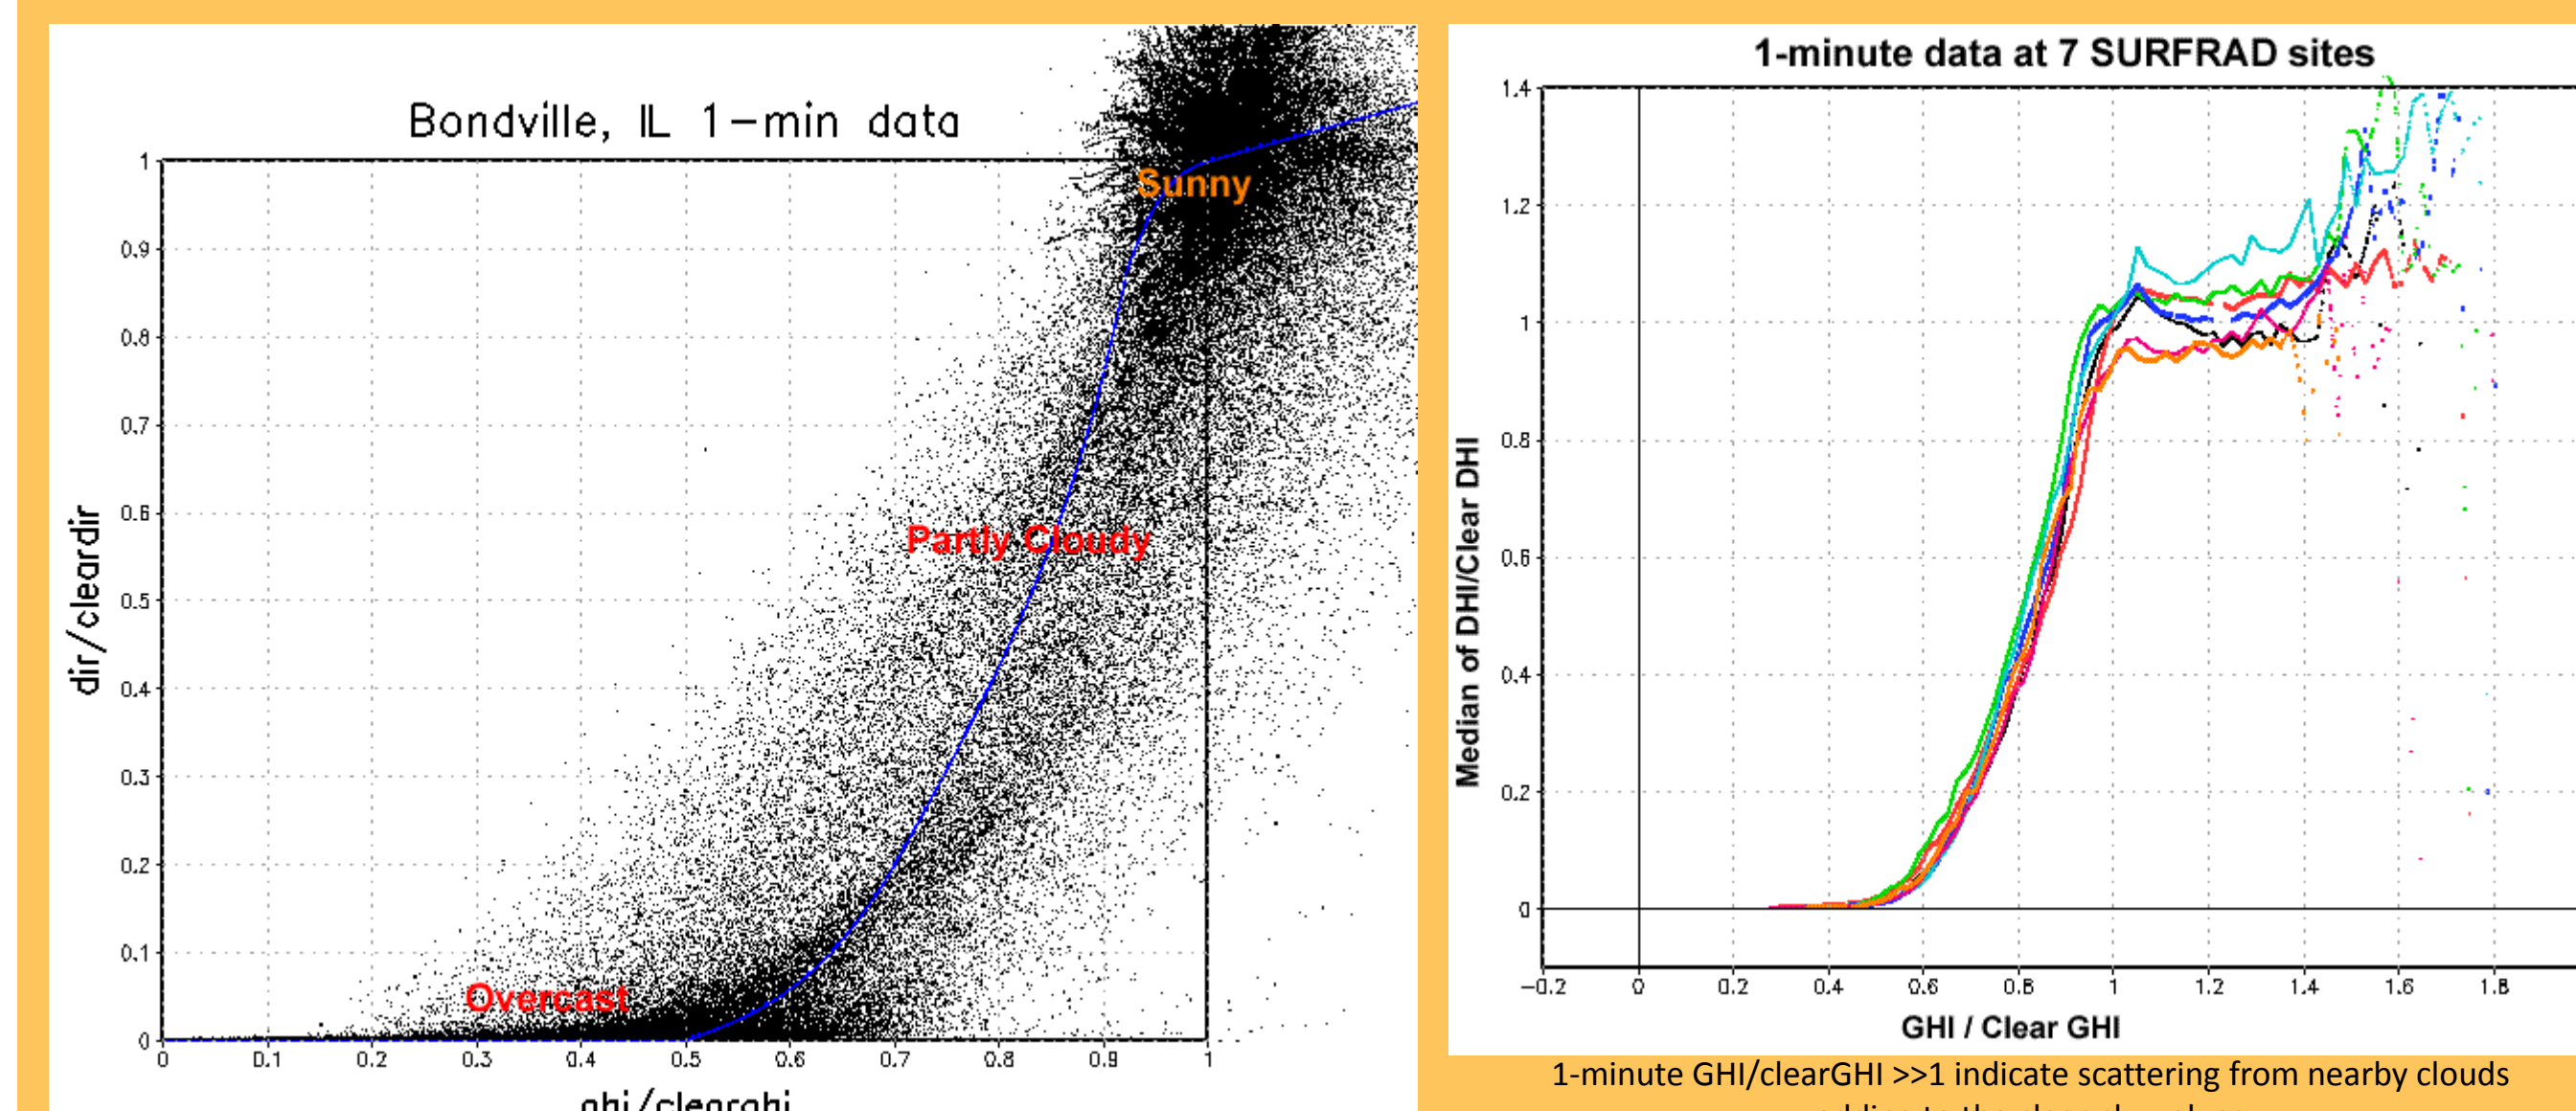 Bondville, IL 1-min data
dir/cleardir
1
0.9
0.8
0.7
0.6
0.5
0.4
0.3
0.2
0.1
0
Sunny
Partly Cloudy
Overcast
0 0.1 0.2 0.3 0.4 0.5 0.6 0.7 0.8 0.9 1
ghi/clearghi
1-minute data at 7 SURFRAD sites
Median of DHI/Clear DHI
1.4
1.2
1
0.8
0.6
0.4
0.2
0
-0.2 0 0.2 0.4 0.6 0.8 1 1.2 1.4 1.6 1.8
GHI / Clear GHI
1-minute GHI/clearGHI >>1 indicate scattering from nearby clouds